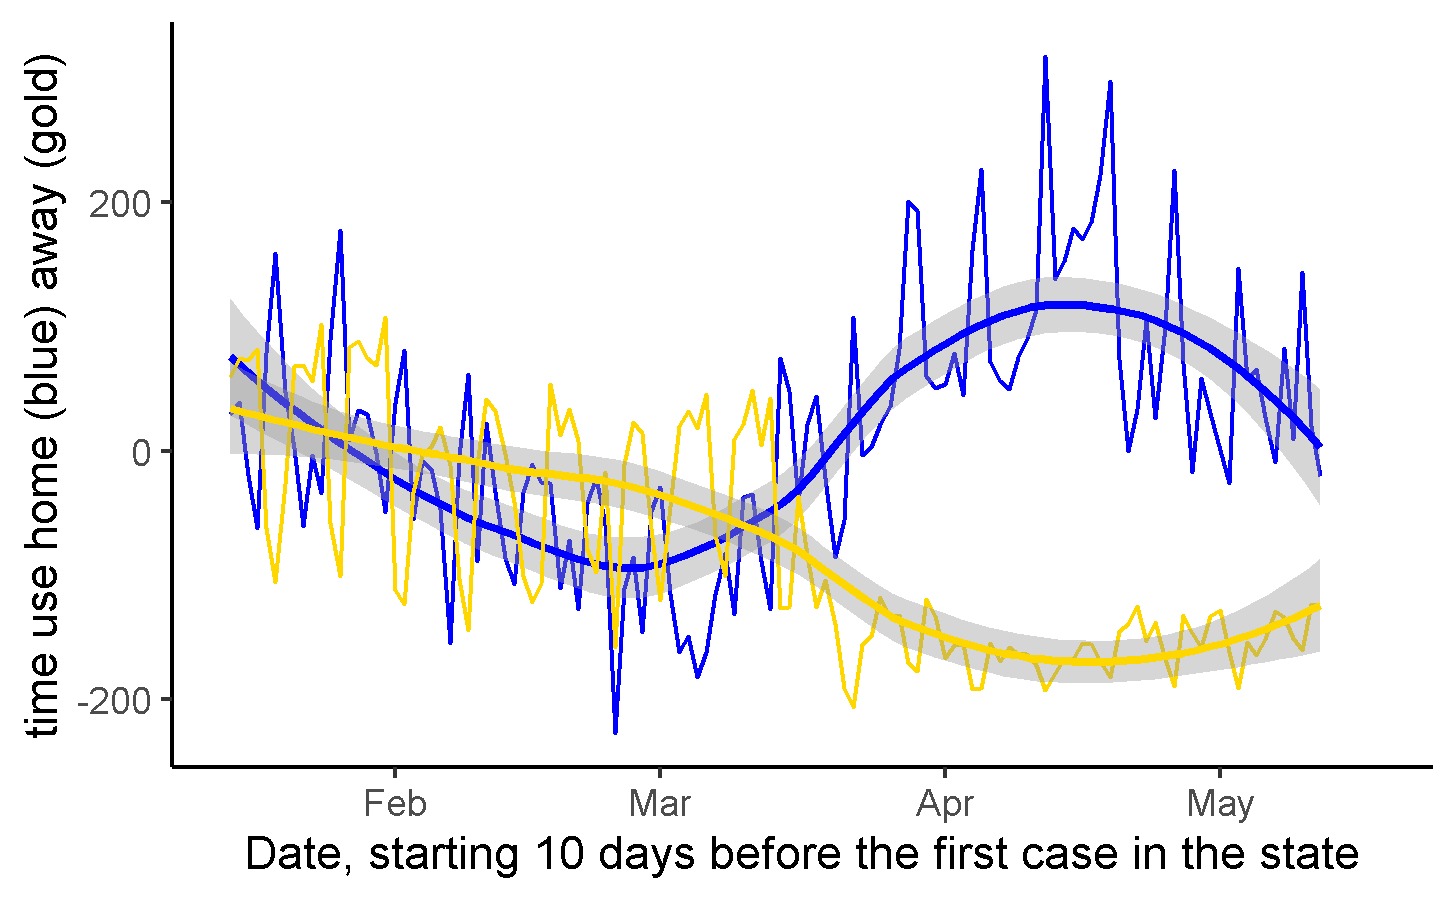 time use home (blue) away (gold)
200
0
-200
Feb Mar Apr May
Date, starting 10 days before the first case in the state